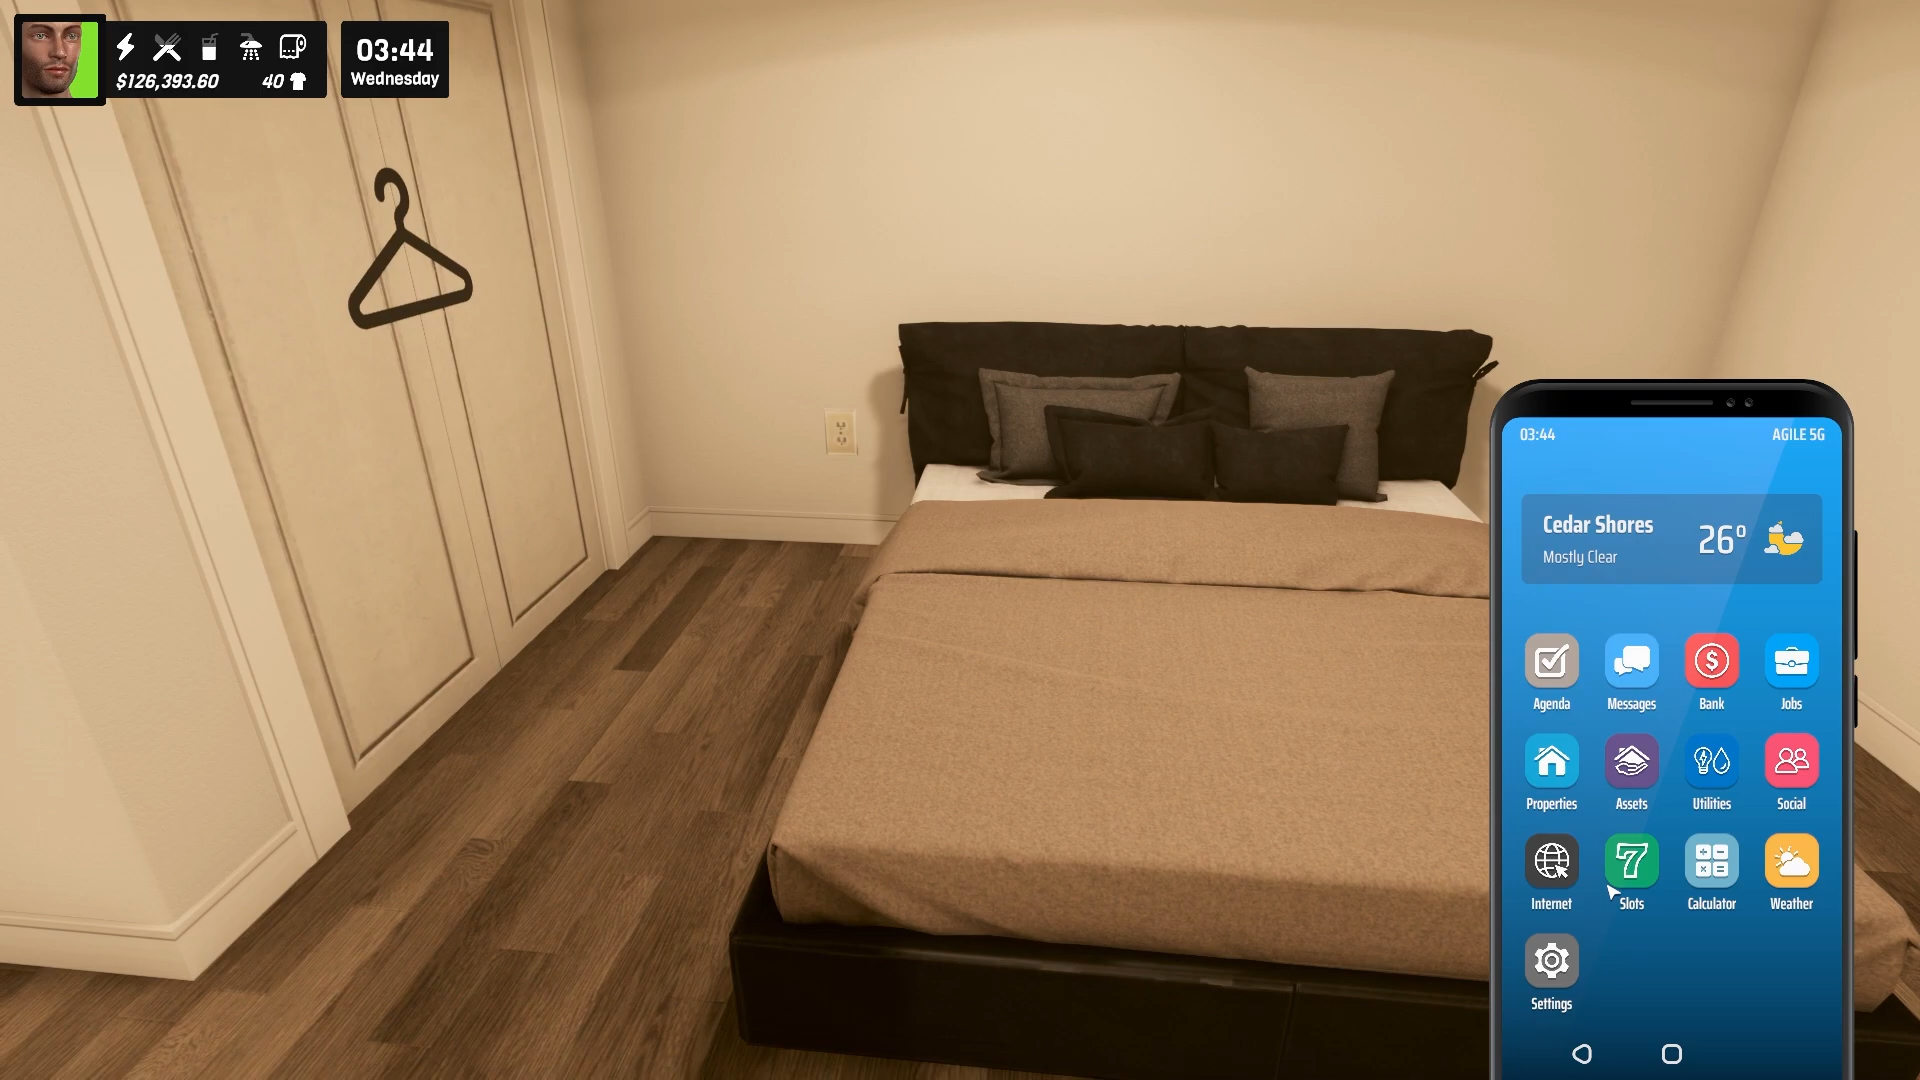 $126,393.60
40
03:44
Wednesday
03:44
AGILE 5G
Cedar Shores
Mostly Clear
26°
Agenda
Messages
Bank
Jobs
Properties
Assets
Utilities
Social
Internet
Slots
Calculator
Weather
Settings